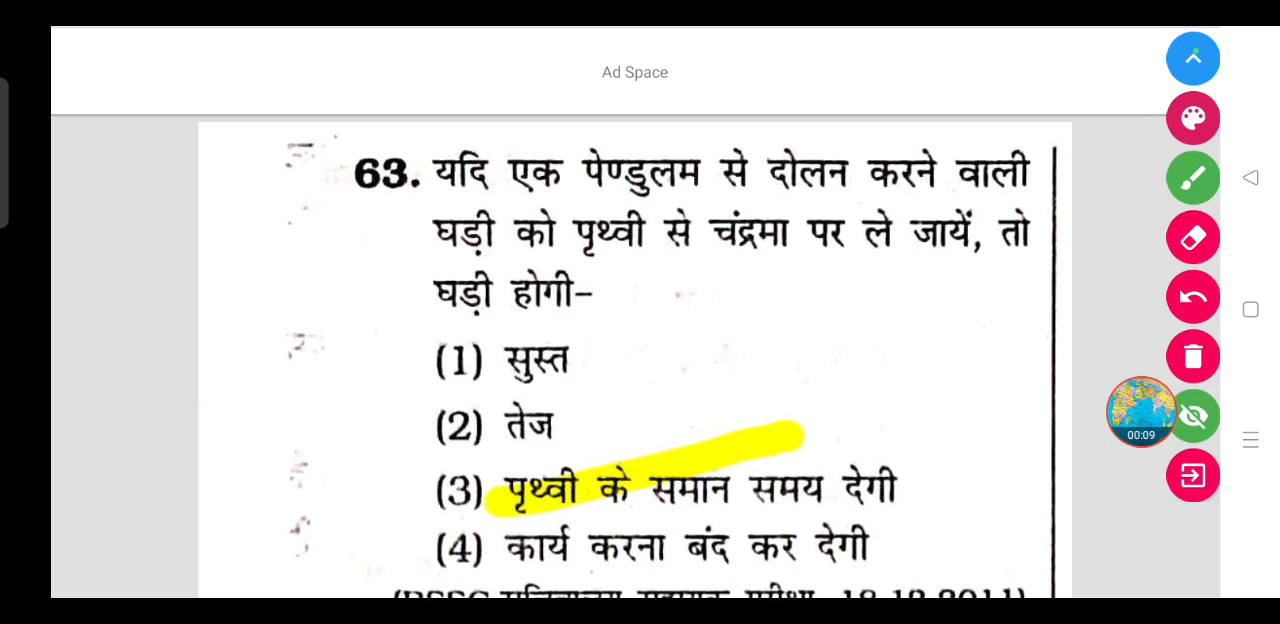 Ad Space
63. यदि एक पेण्डुलम से दोलन करने वाली
घड़ी को पृथ्वी से चंद्रमा पर ले जायें, तो
घड़ी होगी-
(1) सुस्त
(2) तेज
(3) पृथ्वी के समान समय देगी
(4) कार्य करना बंद कर देगी
00:09